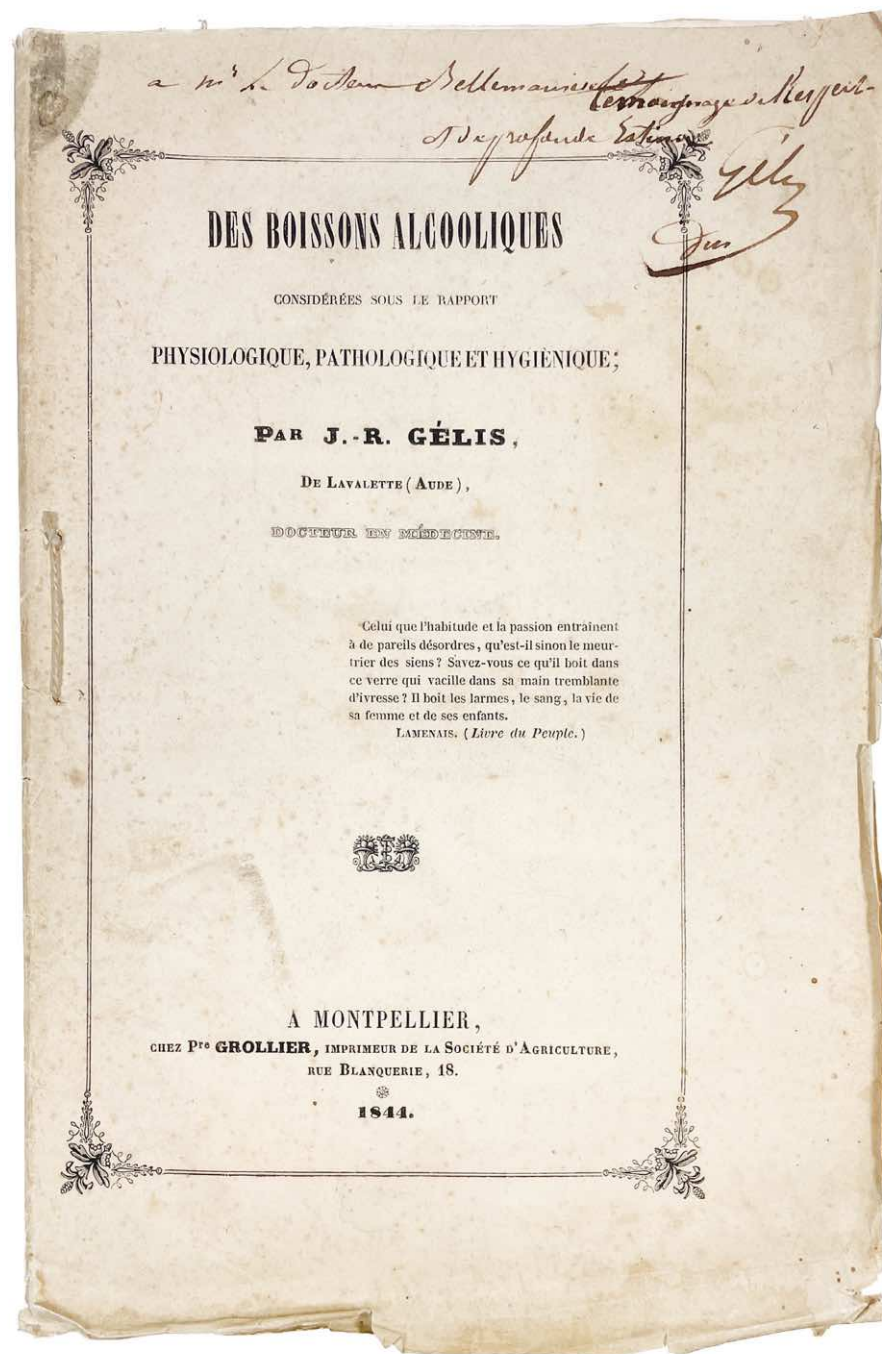 a mr le Docteur
témoignage de Respect
et de profonde Estime
Gélis
DES BOISSONS ALCOOLIQUES
CONSIDÉRÉES SOUS LE RAPPORT
PHYSIOLOGIQUE, PATHOLOGIQUE ET HYGIÈNIQUE;
PAR J.-R. GÉLIS,
DE LAVALETTE (AUDE),
DOCTEUR EN MÉDECINE.
Celui que l'habitude et la passion entraînent
à de pareils désordres, qu'est-il sinon le meur-
trier des siens? Savez-vous ce qu'il boit dans
ce verre qui vacille dans sa main tremblante
d'ivresse? Il boit les larmes, le sang, la vie de
sa femme et de ses enfants.
LAMENAIS. (Livre du Peuple.)
A MONTPELLIER,
CHEZ Pre GROLLIER, IMPRIMEUR DE LA SOCIÉTÉ D'AGRICULTURE,
RUE BLANQUERIE, 18.
1844.